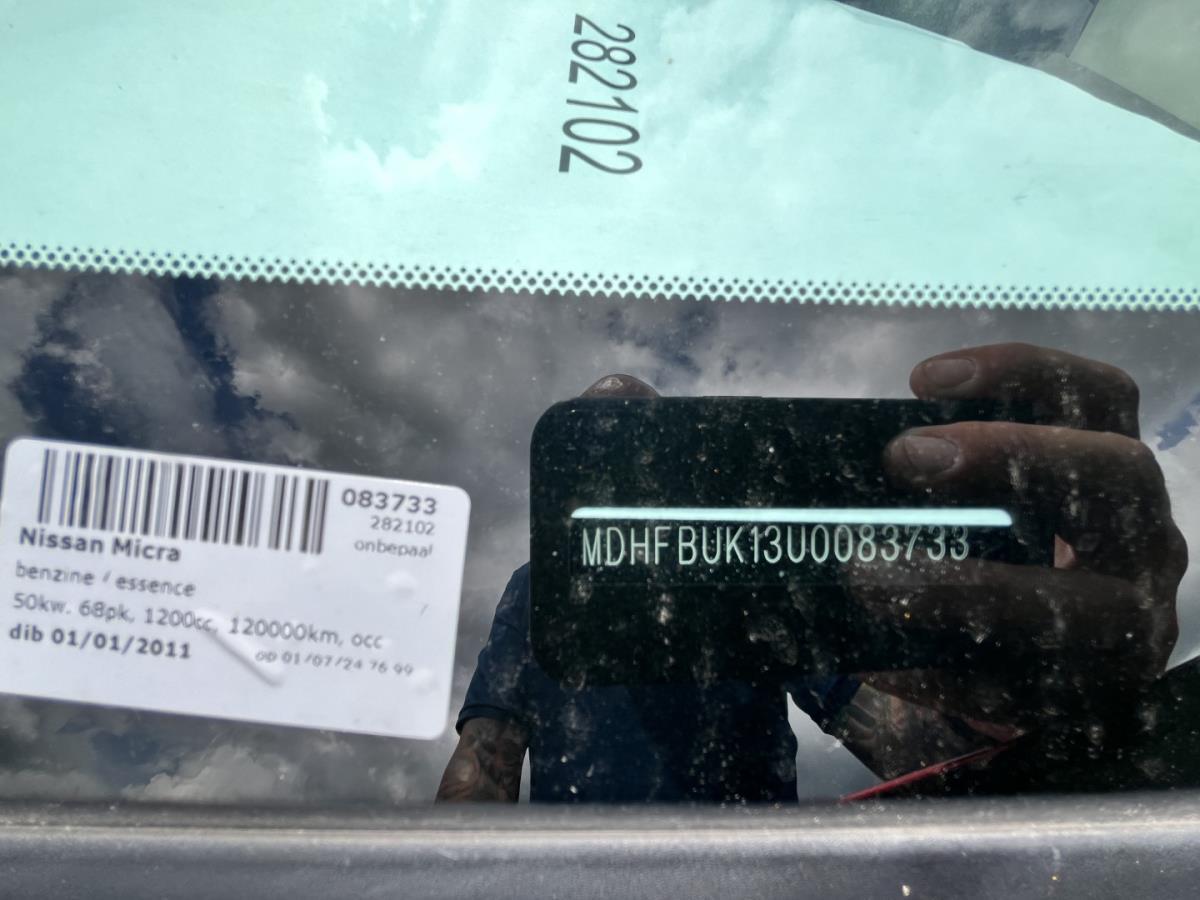 282102
083733
282102
onbepaal
Nissan Micra
benzine / essence
50kw. 68pk, 1200cc, 120000km, occ
dib 01/01/2011
op 01/07/24 76 99
MDHFBUK13U0083733